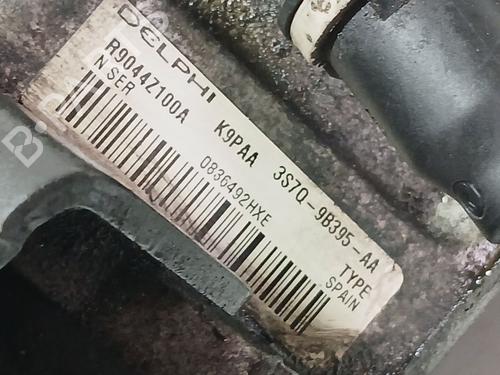 DELPHI
R9044Z100A K9PAA 3S7Q-9B395-AA
N SER TYPE
0836492HXE SPAIN